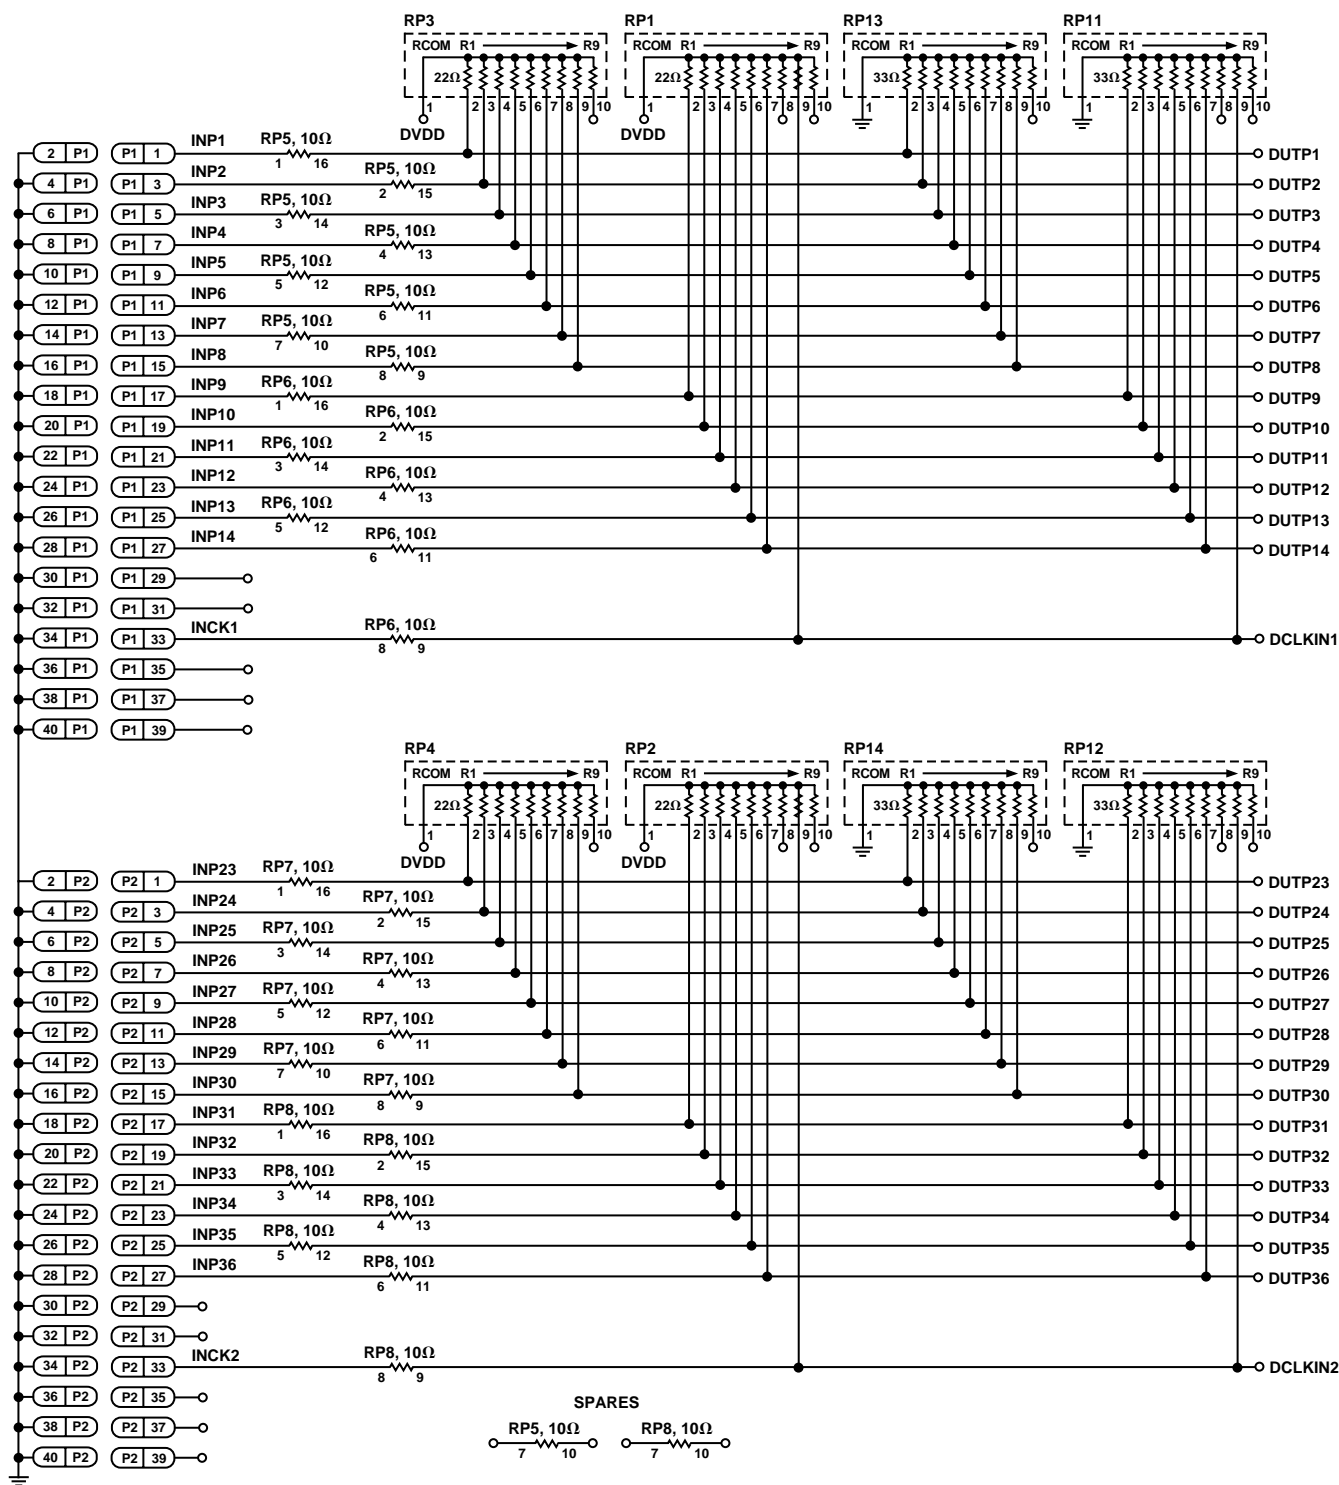 RP3 RP1 RP13 RP11
RCOM R1 R9 RCOM R1 R9 RCOM R1 R9 RCOM R1 R9
22Ω 22Ω 33Ω 33Ω
1 2 3 4 5 6 7 8 9 10 1 2 3 4 5 6 7 8 9 10 1 2 3 4 5 6 7 8 9 10 1 2 3 4 5 6 7 8 9 10
DVDD DVDD
2 P1 P1 1 INP1 RP5, 10Ω 1 16 DUTP1
4 P1 P1 3 INP2 RP5, 10Ω 2 15 DUTP2
6 P1 P1 5 INP3 RP5, 10Ω 3 14 DUTP3
8 P1 P1 7 INP4 RP5, 10Ω 4 13 DUTP4
10 P1 P1 9 INP5 RP5, 10Ω 5 12 DUTP5
12 P1 P1 11 INP6 RP5, 10Ω 6 11 DUTP6
14 P1 P1 13 INP7 RP5, 10Ω 7 10 DUTP7
16 P1 P1 15 INP8 RP5, 10Ω 8 9 DUTP8
18 P1 P1 17 INP9 RP6, 10Ω 1 16 DUTP9
20 P1 P1 19 INP10 RP6, 10Ω 2 15 DUTP10
22 P1 P1 21 INP11 RP6, 10Ω 3 14 DUTP11
24 P1 P1 23 INP12 RP6, 10Ω 4 13 DUTP12
26 P1 P1 25 INP13 RP6, 10Ω 5 12 DUTP13
28 P1 P1 27 INP14 RP6, 10Ω 6 11 DUTP14
30 P1 P1 29
32 P1 P1 31
34 P1 P1 33 INCK1 RP6, 10Ω 8 9 DCLKIN1
36 P1 P1 35
38 P1 P1 37
40 P1 P1 39
RP4 RP2 RP14 RP12
RCOM R1 R9 RCOM R1 R9 RCOM R1 R9 RCOM R1 R9
22Ω 22Ω 33Ω 33Ω
1 2 3 4 5 6 7 8 9 10 1 2 3 4 5 6 7 8 9 10 1 2 3 4 5 6 7 8 9 10 1 2 3 4 5 6 7 8 9 10
DVDD DVDD
2 P2 P2 1 INP23 RP7, 10Ω 1 16 DUTP23
4 P2 P2 3 INP24 RP7, 10Ω 2 15 DUTP24
6 P2 P2 5 INP25 RP7, 10Ω 3 14 DUTP25
8 P2 P2 7 INP26 RP7, 10Ω 4 13 DUTP26
10 P2 P2 9 INP27 RP7, 10Ω 5 12 DUTP27
12 P2 P2 11 INP28 RP7, 10Ω 6 11 DUTP28
14 P2 P2 13 INP29 RP7, 10Ω 7 10 DUTP29
16 P2 P2 15 INP30 RP7, 10Ω 8 9 DUTP30
18 P2 P2 17 INP31 RP8, 10Ω 1 16 DUTP31
20 P2 P2 19 INP32 RP8, 10Ω 2 15 DUTP32
22 P2 P2 21 INP33 RP8, 10Ω 3 14 DUTP33
24 P2 P2 23 INP34 RP8, 10Ω 4 13 DUTP34
26 P2 P2 25 INP35 RP8, 10Ω 5 12 DUTP35
28 P2 P2 27 INP36 RP8, 10Ω 6 11 DUTP36
30 P2 P2 29
32 P2 P2 31
34 P2 P2 33 INCK2 RP8, 10Ω 8 9 DCLKIN2
36 P2 P2 35
38 P2 P2 37
40 P2 P2 39
SPARES
RP5, 10Ω RP8, 10Ω
7 10 7 10